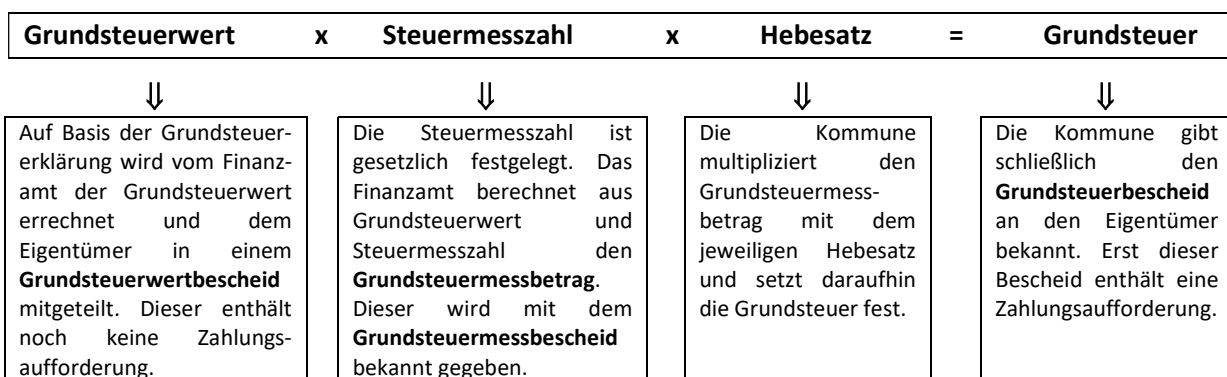 Grundsteuerwert x Steuermesszahl x Hebesatz = Grundsteuer
⇓ ⇓ ⇓ ⇓
Auf Basis der Grundsteuer-
erklärung wird vom Finanz-
amt der Grundsteuerwert
errechnet und dem
Eigentümer in einem
Grundsteuerwertbescheid
mitgeteilt. Dieser enthält
noch keine Zahlungs-
aufforderung.
Die Steuermesszahl ist
gesetzlich festgelegt. Das
Finanzamt berechnet aus
Grundsteuerwert und
Steuermesszahl den
Grundsteuermessbetrag.
Dieser wird mit dem
Grundsteuermessbescheid
bekannt gegeben.
Die Kommune
multipliziert den
Grundsteuermess-
betrag mit dem
jeweiligen Hebesatz
und setzt daraufhin
die Grundsteuer fest.
Die Kommune gibt
schließlich den
Grundsteuerbescheid
an den Eigentümer
bekannt. Erst dieser
Bescheid enthält eine
Zahlungsaufforderung.